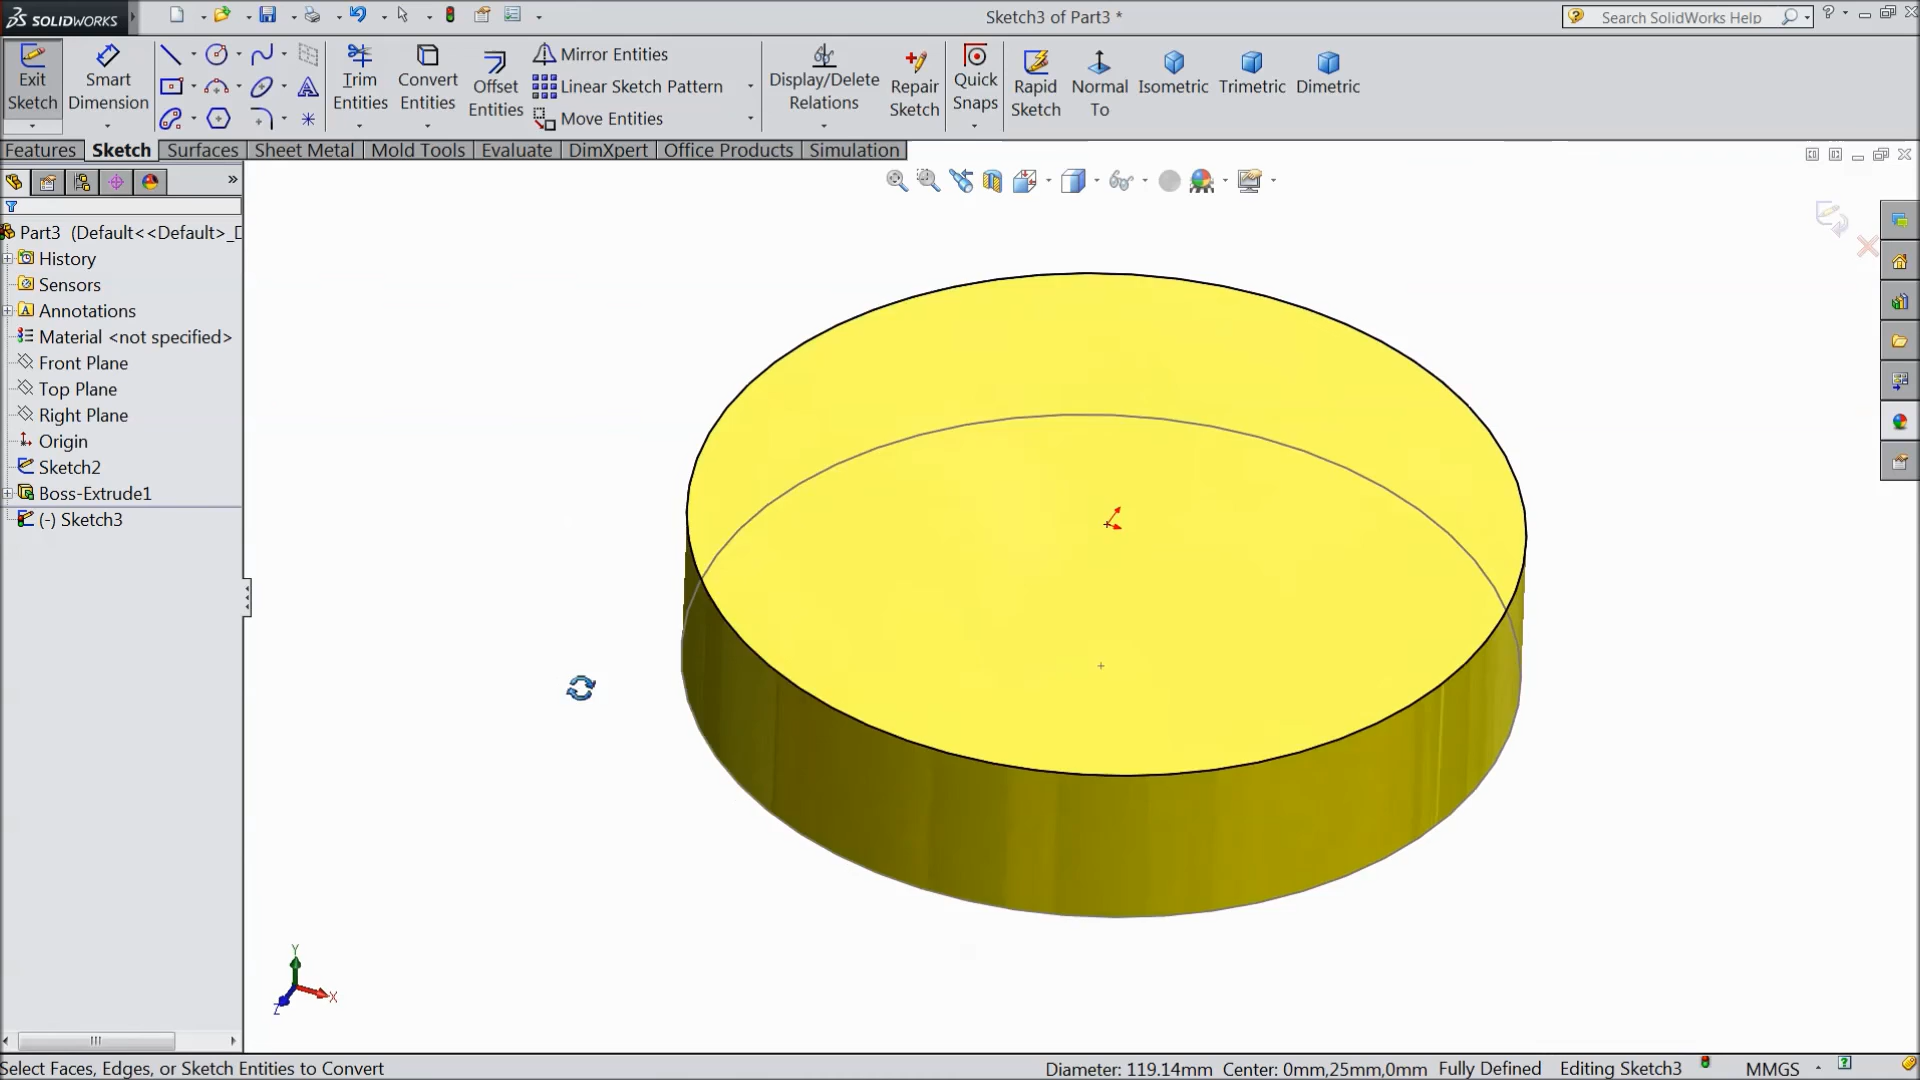 SOLIDWORKS
Sketch3 of Part3 *
Search SolidWorks Help
Exit Sketch
Smart Dimension
Trim Entities
Convert Entities
Offset Entities
Mirror Entities
Linear Sketch Pattern
Move Entities
Display/Delete Relations
Repair Sketch
Quick Snaps
Rapid Sketch
Normal To
Isometric
Trimetric
Dimetric
Features
Sketch
Surfaces
Sheet Metal
Mold Tools
Evaluate
DimXpert
Office Products
Simulation
Part3 (Default<<Default>_D
History
Sensors
Annotations
Material <not specified>
Front Plane
Top Plane
Right Plane
Origin
Sketch2
Boss-Extrude1
(-) Sketch3
Y
X
Z
Select Faces, Edges, or Sketch Entities to Convert
Diameter: 119.14mm Center: 0mm,25mm,0mm Fully Defined Editing Sketch3 MMGS